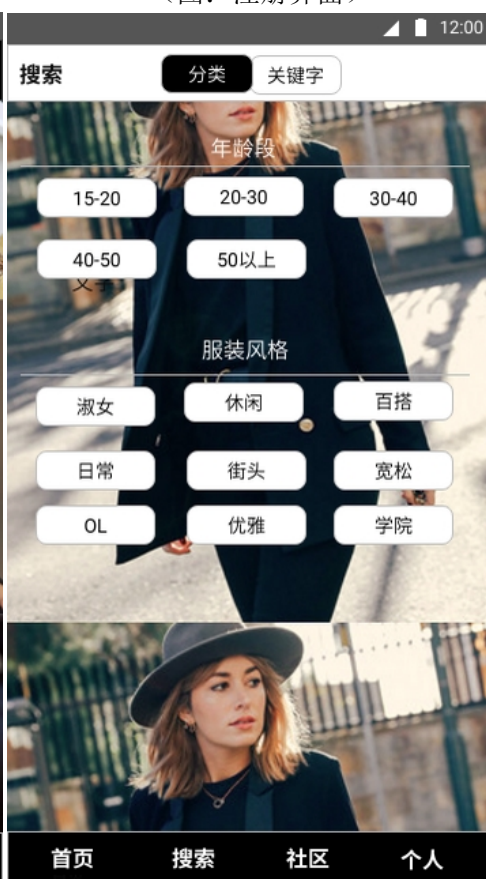 （图：注册界面）
12:00
搜索 分类 关键字
年龄段
15-20 20-30 30-40
40-50 50以上
文字
服装风格
淑女 休闲 百搭
日常 街头 宽松
OL 优雅 学院
首页 搜索 社区 个人